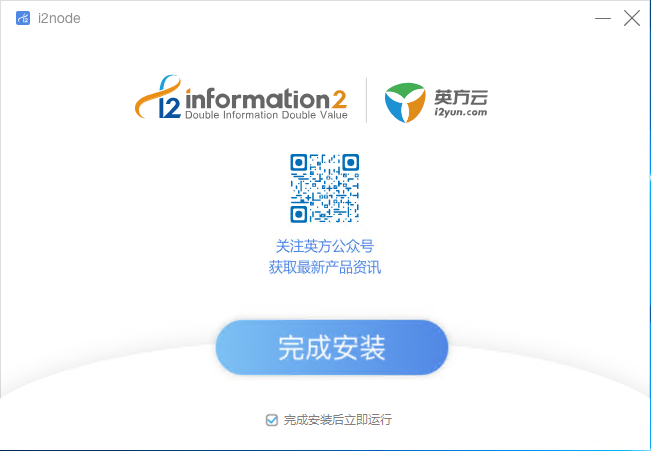 i2node
i2 information2
Double Information Double Value
英方云
i2yun.com
关注英方公众号
获取最新产品资讯
完成安装
完成安装后立即运行